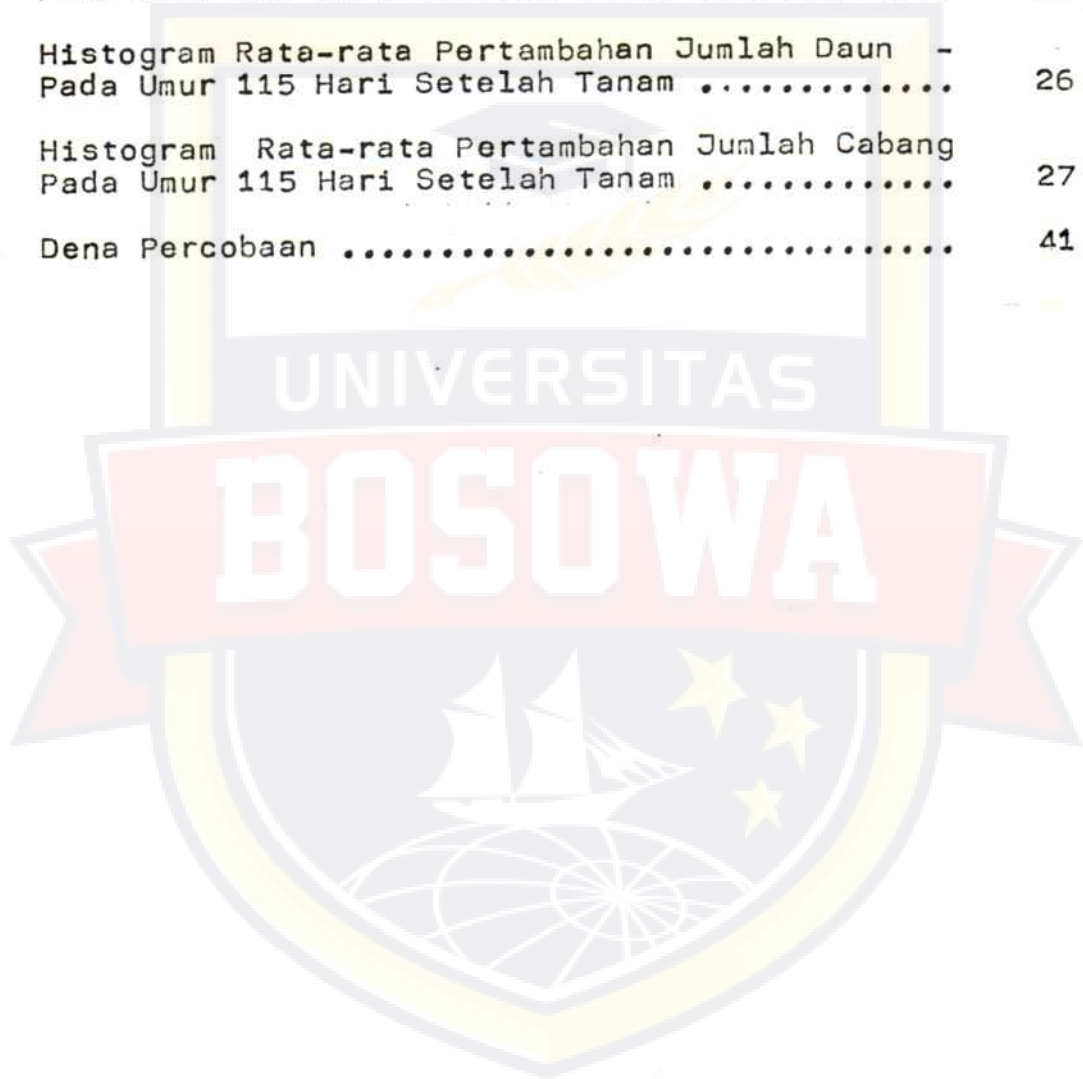 Histogram Rata-rata Pertambahan Jumlah Daun - 
Pada Umur 115 Hari Setelah Tanam ............. 26
Histogram Rata-rata Pertambahan Jumlah Cabang
Pada Umur 115 Hari Setelah Tanam ............. 27
Dena Percobaan ................................. 41
UNIVERSITAS
BOSOWA